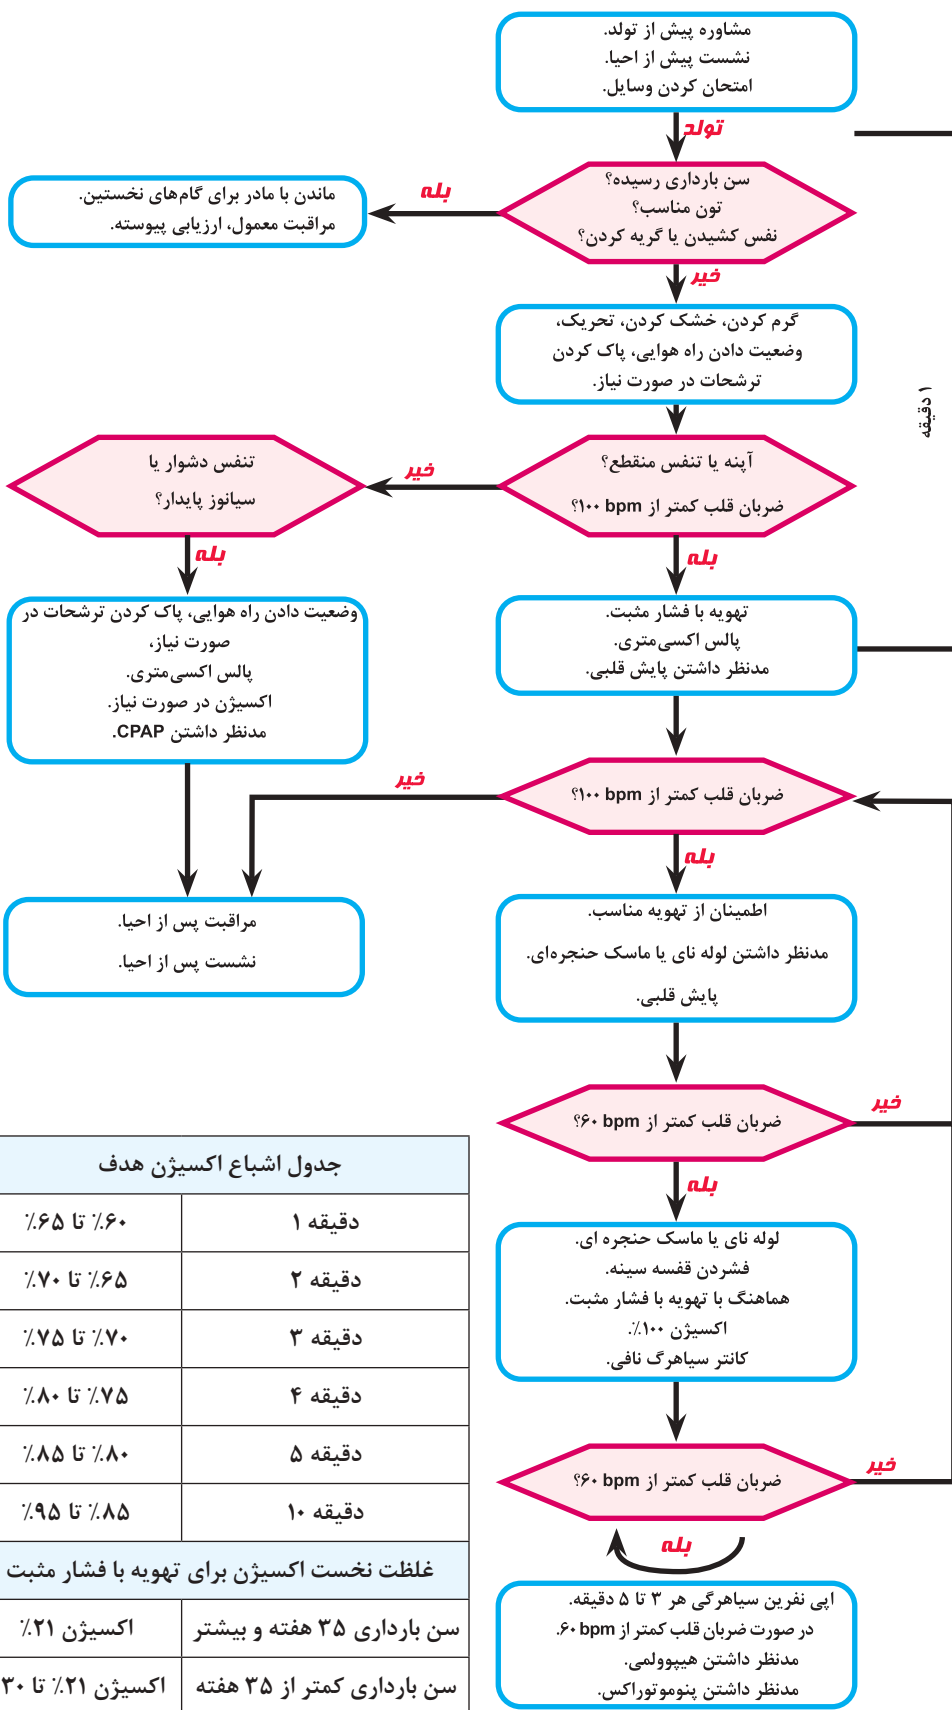 مشاوره پیش از تولد.
نشست پیش از احیا.
امتحان کردن وسایل.
تولد
سن بارداری رسیده؟
تون مناسب؟
نفس کشیدن یا گریه کردن؟
بله
ماندن با مادر برای گام‌های نخستین.
مراقبت معمول، ارزیابی پیوسته.
خیر
گرم کردن، خشک کردن، تحریک،
وضعیت دادن راه هوایی، پاک کردن
ترشحات در صورت نیاز.
۱ دقیقه
آپنه یا تنفس منقطع؟
ضربان قلب کمتر از ۱۰۰ bpm؟
خیر
تنفس دشوار یا
سیانوز پایدار؟
بله
بله
وضعیت دادن راه هوایی، پاک کردن ترشحات در
صورت نیاز،
پالس اکسی‌متری.
اکسیژن در صورت نیاز.
مدنظر داشتن CPAP.
تهویه با فشار مثبت.
پالس اکسی‌متری.
مدنظر داشتن پایش قلبی.
ضربان قلب کمتر از ۱۰۰ bpm؟
خیر
بله
مراقبت پس از احیا.
نشست پس از احیا.
اطمینان از تهویه مناسب.
مدنظر داشتن لوله نای یا ماسک حنجره‌ای.
پایش قلبی.
ضربان قلب کمتر از ۶۰ bpm؟
خیر
بله
لوله نای یا ماسک حنجره ای.
فشردن قفسه سینه.
هماهنگ با تهویه با فشار مثبت.
اکسیژن ۱۰۰٪.
کانتر سیاهرگ نافی.
ضربان قلب کمتر از ۶۰ bpm؟
خیر
بله
اپی نفرین سیاهرگی هر ۳ تا ۵ دقیقه.
در صورت ضربان قلب کمتر از ۶۰ bpm.
مدنظر داشتن هیپوولمی.
مدنظر داشتن پنوموتوراکس.
جدول اشباع اکسیژن هدف
دقیقه ۱ ۶۰٪ تا ۶۵٪
دقیقه ۲ ۶۵٪ تا ۷۰٪
دقیقه ۳ ۷۰٪ تا ۷۵٪
دقیقه ۴ ۷۵٪ تا ۸۰٪
دقیقه ۵ ۸۰٪ تا ۸۵٪
دقیقه ۱۰ ۸۵٪ تا ۹۵٪
غلظت نخست اکسیژن برای تهویه با فشار مثبت
سن بارداری ۳۵ هفته و بیشتر اکسیژن ۲۱٪
سن بارداری کمتر از ۳۵ هفته اکسیژن ۲۱٪ تا ۳۰